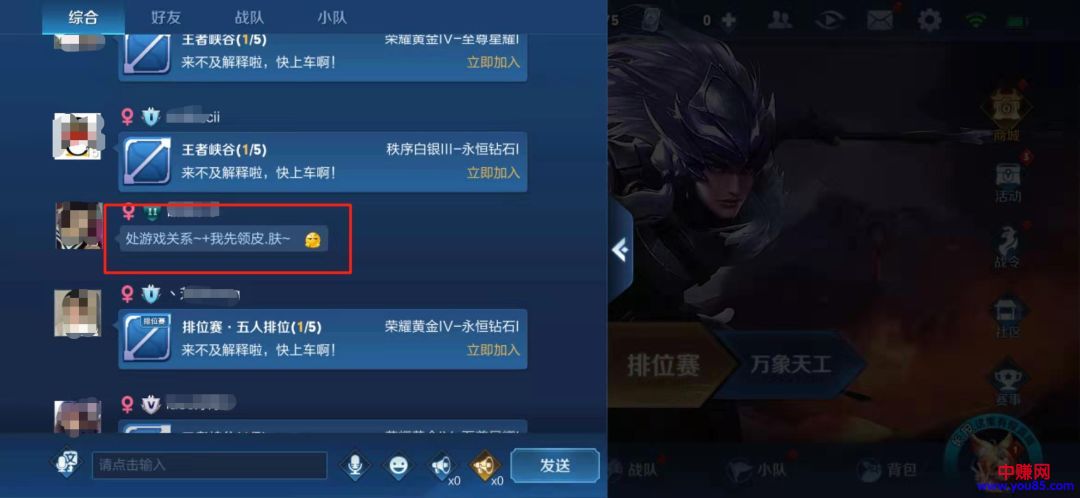 综合 好友 战队 小队
王者峡谷(1/5) 荣耀黄金IV-至尊星耀I
来不及解释啦，快上车啊！ 立即加入
cii
王者峡谷(1/5) 秩序白银III-永恒钻石I
来不及解释啦，快上车啊！ 立即加入
处游戏关系~+我先领皮.肤~
排位赛
排位赛·五人排位(1/5) 荣耀黄金IV-永恒钻石I
来不及解释啦，快上车啊！ 立即加入
请点击输入
x0
x0
发送
/5
0
商城
3
活动
战令
社区
赛事
排位赛
万象天工
战队
小队
背包
中赚网
www.you85.com